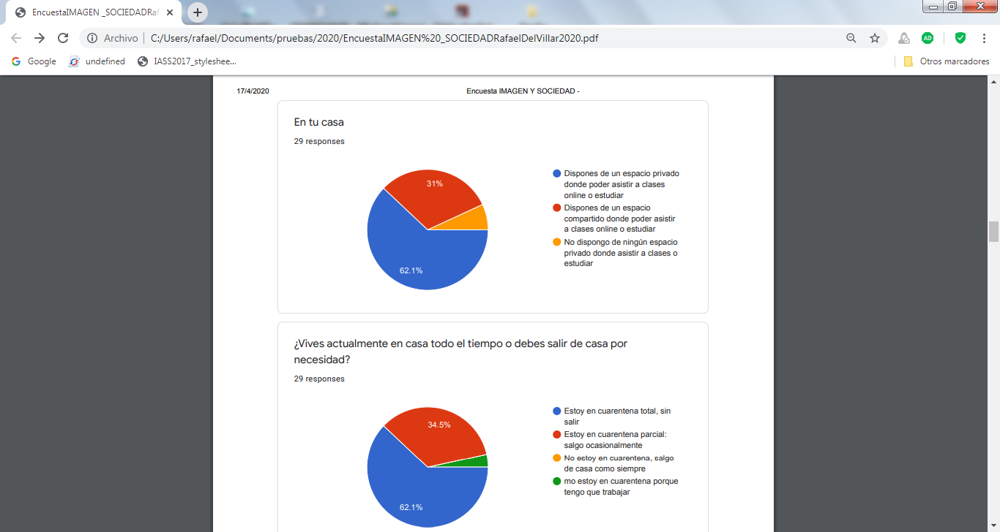 EncuestaIMAGEN _SOCIEDADRaf
Archivo
C:/Users/rafael/Documents/pruebas/2020/EncuestaIMAGEN%20_SOCIEDADRafaelDelVillar2020.pdf
AD
Google
undefined
IASS2017_styleshee...
Otros marcadores
17/4/2020
Encuesta IMAGEN Y SOCIEDAD -
En tu casa
29 responses
31%
62.1%
Dispones de un espacio privado
donde poder asistir a clases
online o estudiar
Dispones de un espacio
compartido donde poder asistir
a clases online o estudiar
No dispongo de ningún espacio
privado donde asistir a clases o
estudiar
¿Vives actualmente en casa todo el tiempo o debes salir de casa por
necesidad?
29 responses
34.5%
62.1%
Estoy en cuarentena total, sin
salir
Estoy en cuarentena parcial:
salgo ocasionalmente
No estoy en cuarentena, salgo
de casa como siempre
mo estoy en cuarentena porque
tengo que trabajar